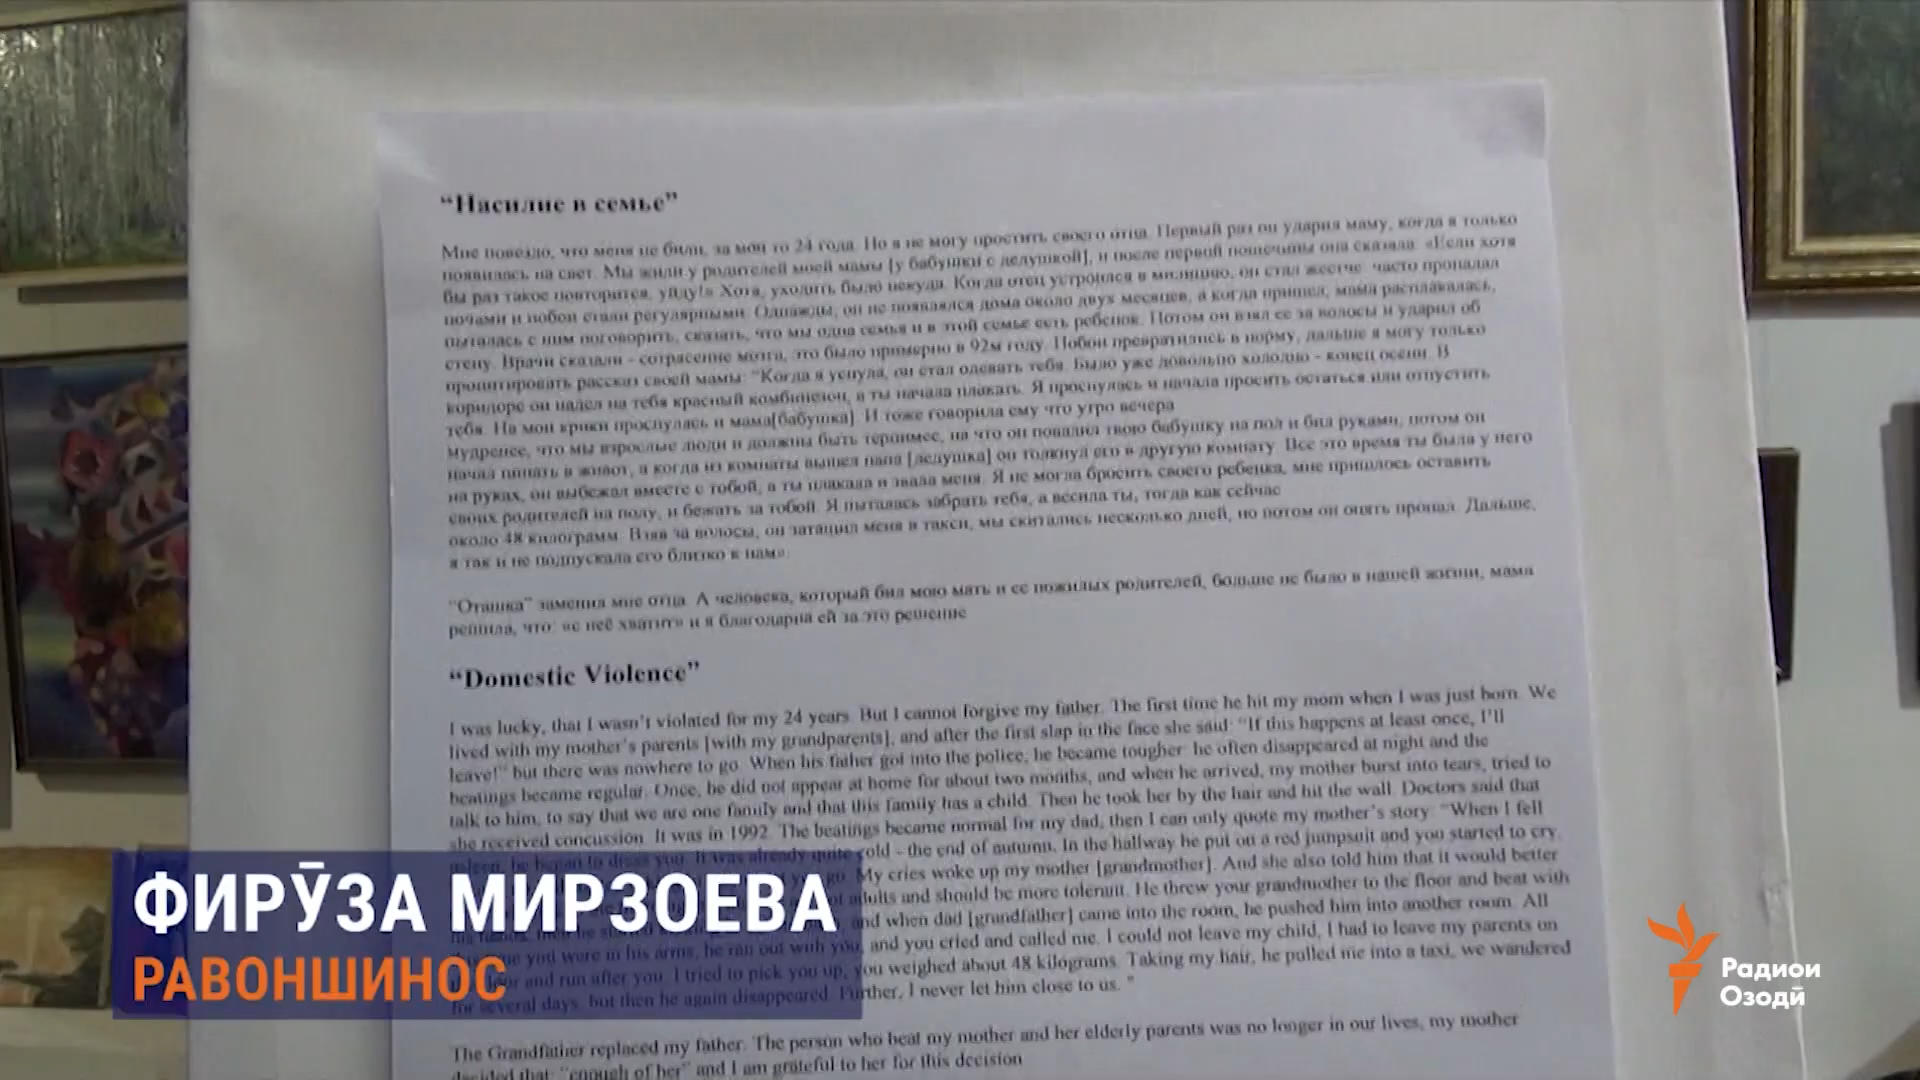 “Насилие в семье”
Мне повезло, что меня не били, за мои то 24 года. Но я не могу простить своего отца. Первый раз он ударил маму, когда я только
появилась на свет. Мы жили у родителей моей мамы [у бабушки с дедушкой], и после первой пощечины она сказала: «Если хотя
бы раз такое повторится, уйду!» Хотя, уходить было некуда. Когда отец устроился в милицию, он стал жестче: часто пропадал
ночами и побои стали регулярными. Однажды, он не появлялся дома около двух месяцев, а когда пришел, мама расплакалась,
пыталась с ним поговорить, сказать, что мы одна семья и в этой семье есть ребенок. Потом он взял ее за волосы и ударил об
стену. Врачи сказали - сотрясение мозга, это было примерно в 92м году. Побои превратились в норму, дальше я могу только
процитировать рассказ своей мамы: “Когда я уснула, он стал одевать тебя. Было уже довольно холодно - конец осени. В
коридоре он надел на тебя красный комбинезон, а ты начала плакать. Я проснулась и начала просить остаться или отпустить
тебя. На мои крики проснулась и мама[бабушка]. И тоже говорила ему что утро вечера
мудренее, что мы взрослые люди и должны быть терпимее, на что он повалил твою бабушку на пол и бил руками, потом он
начал пинать в живот, а когда из комнаты вышел папа [дедушка] он толкнул его в другую комнату. Все это время ты была у него
на руках, он выбежал вместе с тобой, а ты плакала и звала меня. Я не могла бросить своего ребенка, мне пришлось оставить
своих родителей на полу, и бежать за тобой. Я пыталась забрать тебя, а весила ты, тогда как сейчас
около 48 килограмм. Взяв за волосы, он затащил меня в такси, мы скитались несколько дней, но потом он опять пропал. Дальше,
я так и не подпускала его близко к нам».
“Оташка” заменил мне отца. А человека, который бил мою мать и ее пожилых родителей, больше не было в нашей жизни, мама
решила, что: «с неё хватит» и я благодарна ей за это решение
“Domestic Violence”
I was lucky, that I wasn’t violated for my 24 years. But I cannot forgive my father. The first time he hit my mom when I was just born. We
lived with my mother’s parents [with my grandparents], and after the first slap in the face she said: “If this happens at least once, I’ll
leave!” but there was nowhere to go. When his father got into the police, he became tougher: he often disappeared at night and the
beatings became regular. Once, he did not appear at home for about two months, and when he arrived, my mother burst into tears, tried to
talk to him, to say that we are one family and that this family has a child. Then he took her by the hair and hit the wall. Doctors said that
she received concussion. It was in 1992. The beatings became normal for my dad, then I can only quote my mother’s story: “When I fell
asleep, he began to dress you. It was already quite cold - the end of autumn. In the hallway he put on a red jumpsuit and you started to cry.
My cries woke up my mother [grandmother]. And she also told him that it would better
adults and should be more tolerant. He threw your grandmother to the floor and beat with
and when dad [grandfather] came into the room, he pushed him into another room. All
you were in his arms, he ran out with you, and you cried and called me. I could not leave my child, I had to leave my parents on
and run after you. I tried to pick you up, you weighed about 48 kilograms. Taking my hair, he pulled me into a taxi, we wandered
for several days, but then he again disappeared. Further, I never let him close to us. ”
The Grandfather replaced my father. The person who beat my mother and her elderly parents was no longer in our lives, my mother
decided that: “enough of her” and I am grateful to her for this decision
ФИРӮЗА МИРЗОЕВА
РАВОНШИНОС
Радиои
Озодӣ